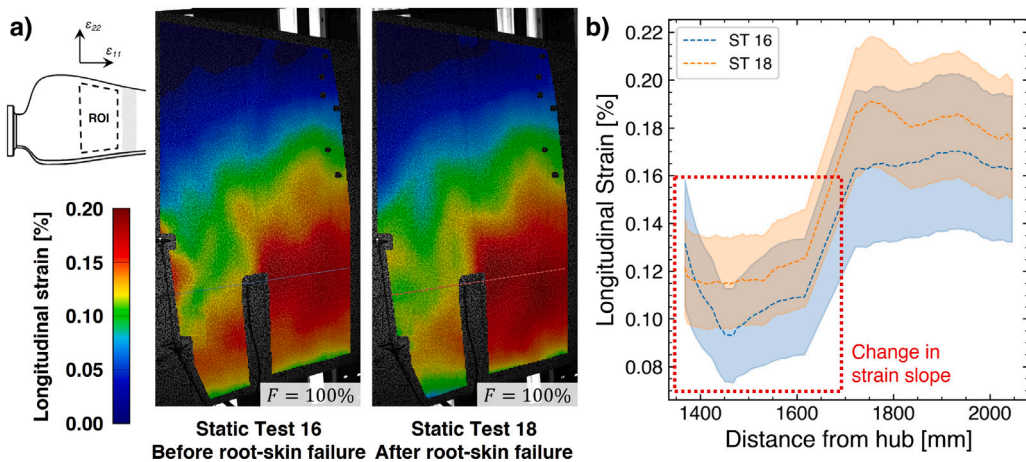 a)
ε22
ε11
ROI
Longitudinal strain [%]
0.20
0.15
0.10
0.05
0.00
F = 100%
F = 100%
Static Test 16
Before root-skin failure
Static Test 18
After root-skin failure
b)
ST 16
ST 18
Longitudinal Strain [%]
0.22
0.20
0.18
0.16
0.14
0.12
0.10
0.08
Change in
strain slope
1400
1600
1800
2000
Distance from hub [mm]